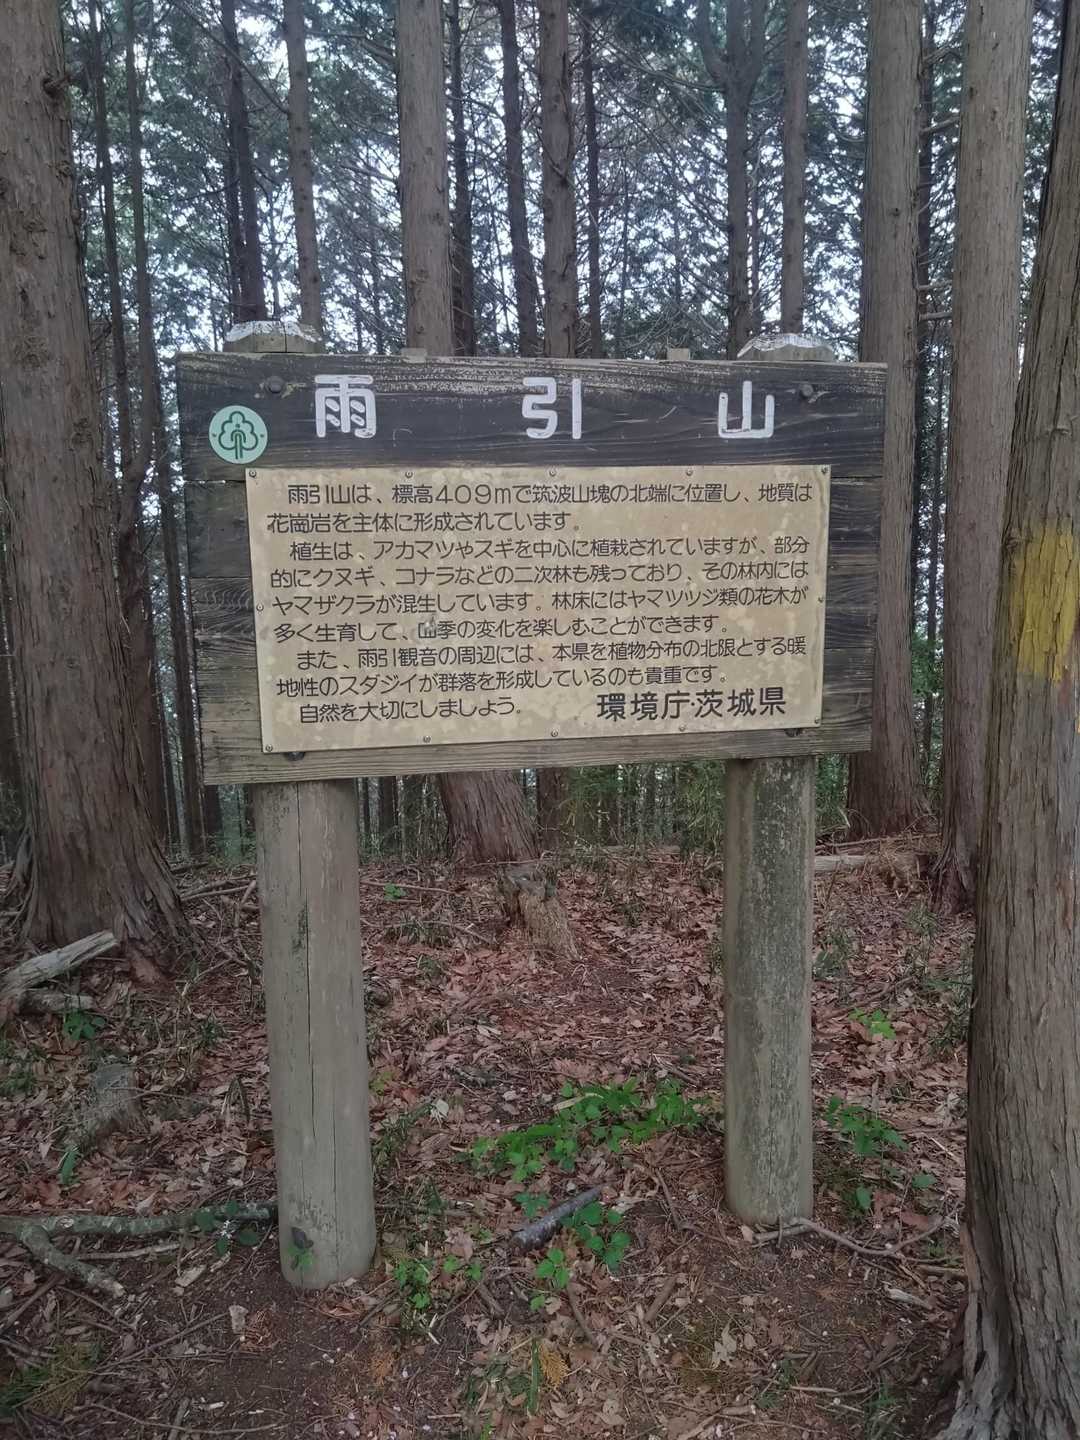 雨引山
雨引山は、標高409mで筑波山塊の北端に位置し、地質は
花崗岩を主体に形成されています。
植生は、アカマツやスギを中心に植栽されていますが、部分
的にクヌギ、コナラなどの二次林も残っており、その林内には
ヤマザクラが混生しています。林床にはヤマツツジ類の花木が
多く生育して、四季の変化を楽しむことができます。
また、雨引観音の周辺には、本県を植物分布の北限とする暖
地性のスダジイが群落を形成しているのも貴重です。
自然を大切にしましょう。 環境庁・茨城県